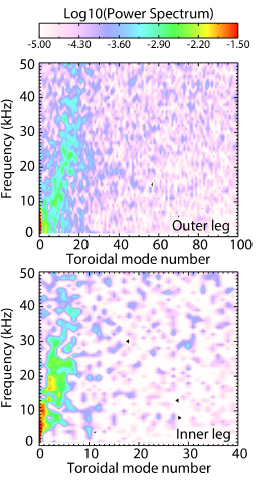 Log10(Power Spectrum)
-5.00 -4.30 -3.60 -2.90 -2.20 -1.50
50
40
30
20
10
0
Frequency (kHz)
Outer leg
0 20 40 60 80 100
Toroidal mode number
50
40
30
20
10
0
Frequency (kHz)
Inner leg
0 10 20 30 40
Toroidal mode number